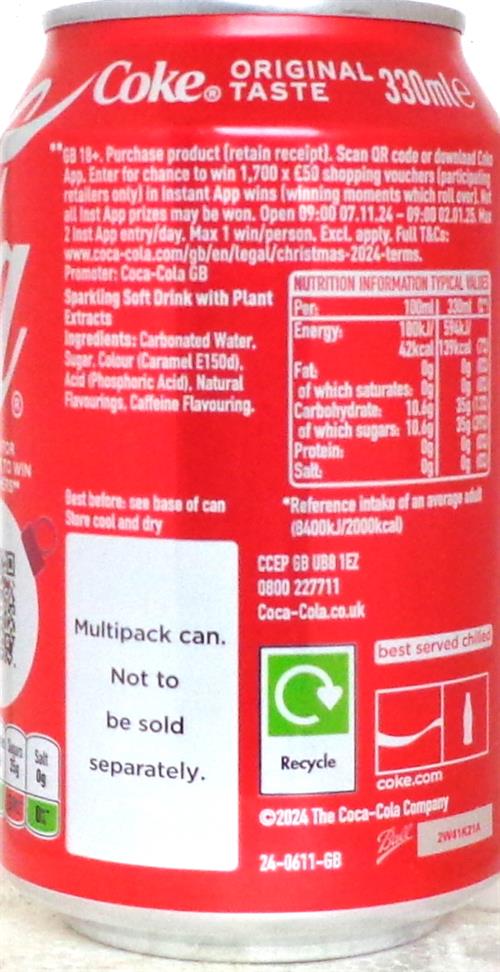 Coke® ORIGINAL TASTE 330ml e
**GB 18+. Purchase product (retain receipt). Scan QR code or download Coke
App. Enter for chance to win 1,700 x £50 shopping vouchers (participating
retailers only) in Instant App wins (winning moments which roll over). Not
all Inst App prizes may be won. Open 09:00 07.11.24 – 09:00 02.01.25. Max
2 Inst App entry/day. Max 1 win/person. Excl. apply. Full T&Cs:
www.coca-cola.com/gb/en/legal/christmas-2024-terms.
Promoter: Coca-Cola GB
Sparkling Soft Drink with Plant
Extracts
Ingredients: Carbonated Water,
Sugar, Colour (Caramel E150d),
Acid (Phosphoric Acid), Natural
Flavourings, Caffeine Flavouring.
NUTRITION INFORMATION TYPICAL VALUES
Per: 100ml 330ml
Energy: 180kJ/ 594kJ/
42kcal 139kcal
Fat: 0g 0g
of which saturates: 0g 0g
Carbohydrate: 10.6g 35g
of which sugars: 10.6g 35g
Protein: 0g 0g
Salt: 0g 0g
*Reference intake of an average adult
(8400kJ/2000kcal)
Best before: see base of can
Store cool and dry
TO WIN
Multipack can.
Not to
be sold
separately.
CCEP GB UB8 1EZ
0800 227711
Coca-Cola.co.uk
Recycle
best served chilled
coke.com
©2024 The Coca-Cola Company
Ball
2W41K21A
24-0611-GB
Sugars
35g
Salt
0g
0%*